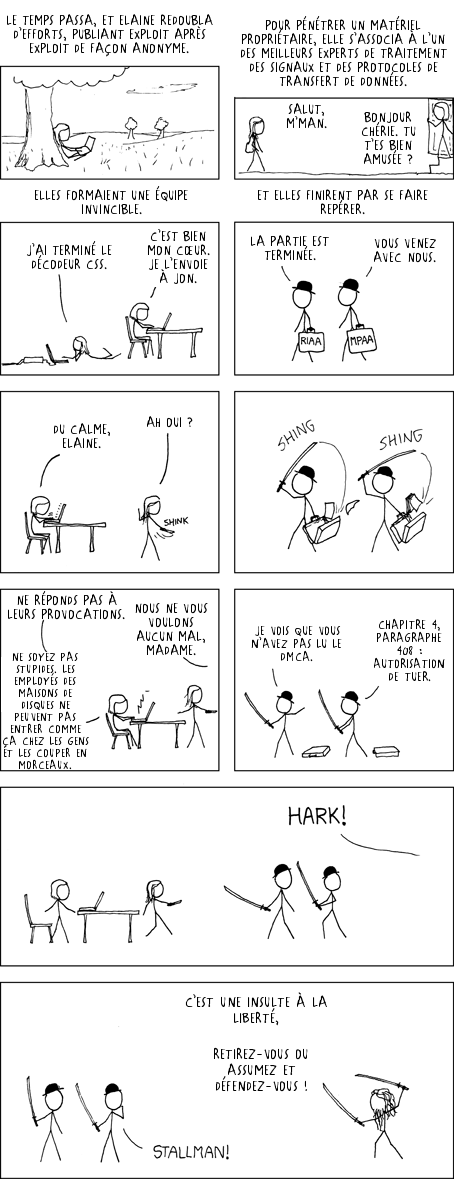 LE TEMPS PASSA, ET ELAINE REDOUBLA
D'EFFORTS, PUBLIANT EXPLOIT APRÈS
EXPLOIT DE FAÇON ANONYME.
POUR PÉNÉTRER UN MATÉRIEL
PROPRIÉTAIRE, ELLE S'ASSOCIA À L'UN
DES MEILLEURS EXPERTS DE TRAITEMENT
DES SIGNAUX ET DES PROTOCOLES DE
TRANSFERT DE DONNÉES.
SALUT,
M'MAN.
BONJOUR
CHÉRIE. TU
T'ES BIEN
AMUSÉE ?
ELLES FORMAIENT UNE ÉQUIPE
INVINCIBLE.
J'AI TERMINÉ LE
DÉCODEUR CSS.
C'EST BIEN
MON CŒUR.
JE L'ENVOIE
À JON.
ET ELLES FINIRENT PAR SE FAIRE
REPÉRER.
LA PARTIE EST
TERMINÉE.
VOUS VENEZ
AVEC NOUS.
RIAA
MPAA
DU CALME,
ELAINE.
AH OUI ?
SHINK
SHING
SHING
NE RÉPONDS PAS À
LEURS PROVOCATIONS.
NOUS NE VOUS
VOULONS
AUCUN MAL,
MADAME.
NE SOYEZ PAS
STUPIDES. LES
EMPLOYÉS DES
MAISONS DE
DISQUES NE
PEUVENT PAS
ENTRER COMME
ÇA CHEZ LES GENS
ET LES COUPER EN
MORCEAUX.
JE VOIS QUE VOUS
N'AVEZ PAS LU LE
DMCA.
CHAPITRE 4,
PARAGRAPHE
408 :
AUTORISATION
DE TUER.
HARK!
C'EST UNE INSULTE À LA
LIBERTÉ,
RETIREZ-VOUS OU
ASSUMEZ ET
DÉFENDEZ-VOUS !
STALLMAN!